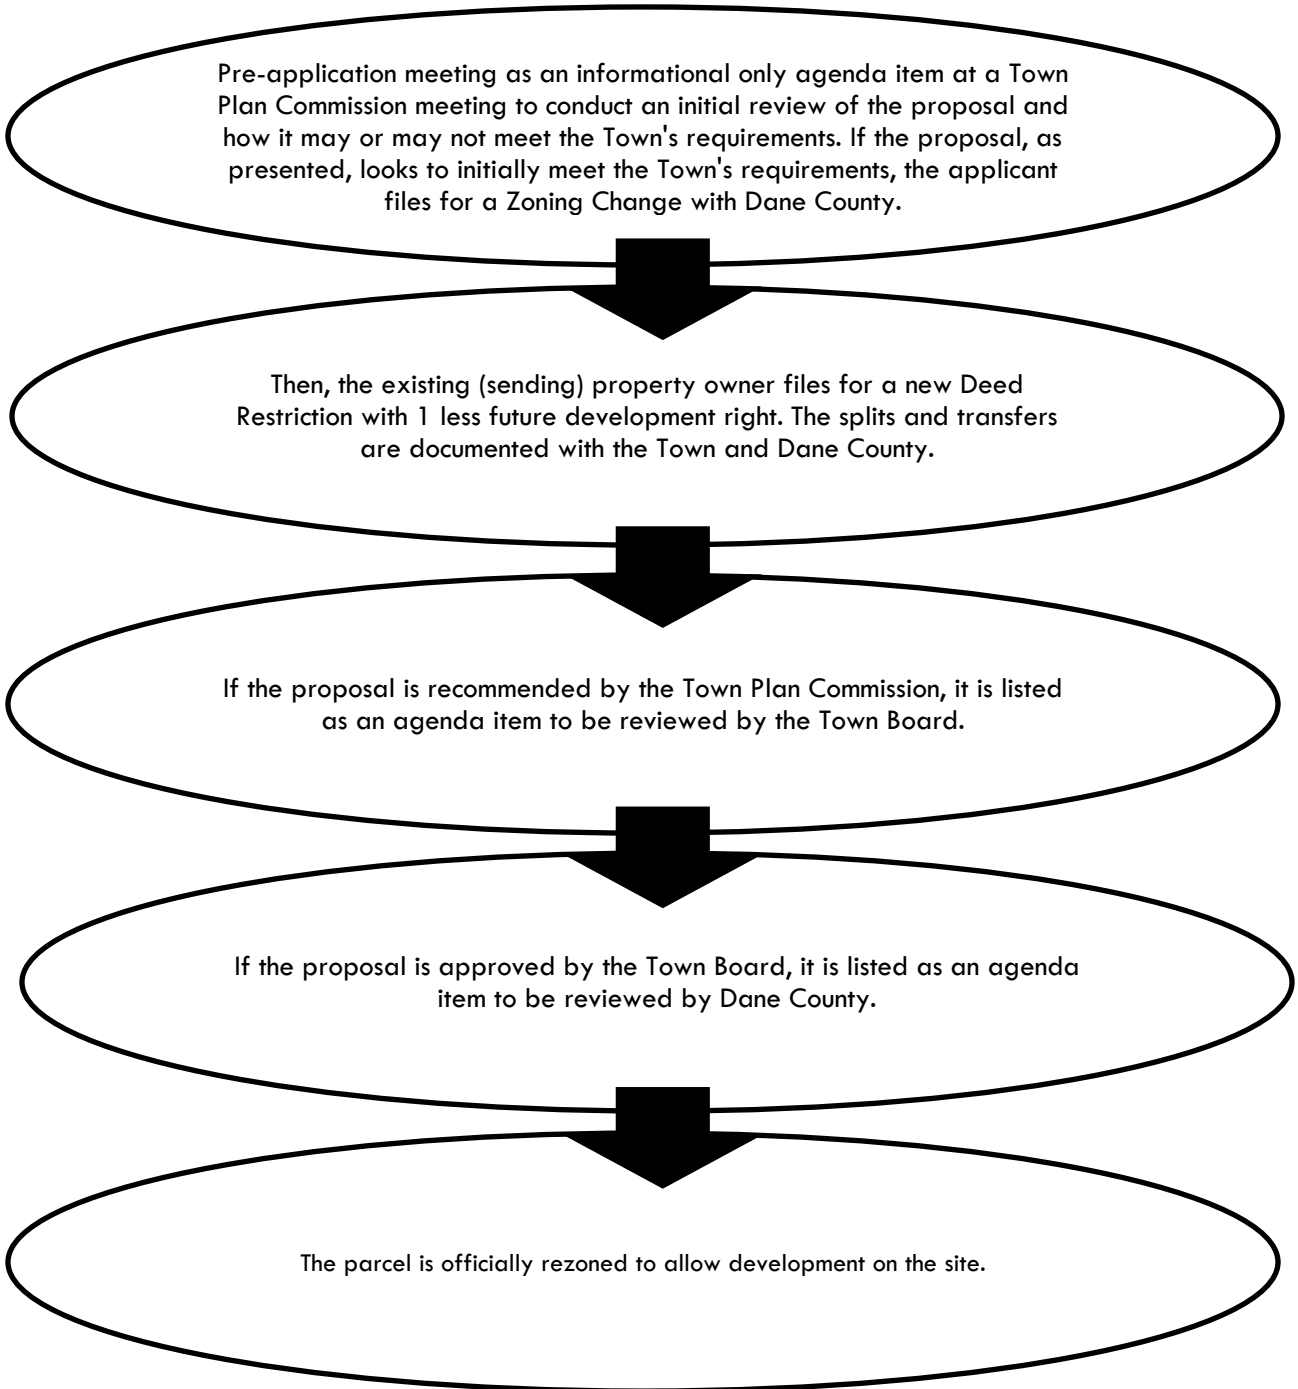 Pre-application meeting as an informational only agenda item at a Town
Plan Commission meeting to conduct an initial review of the proposal and
how it may or may not meet the Town's requirements. If the proposal, as
presented, looks to initially meet the Town's requirements, the applicant
files for a Zoning Change with Dane County.
Then, the existing (sending) property owner files for a new Deed
Restriction with 1 less future development right. The splits and transfers
are documented with the Town and Dane County.
If the proposal is recommended by the Town Plan Commission, it is listed
as an agenda item to be reviewed by the Town Board.
If the proposal is approved by the Town Board, it is listed as an agenda
item to be reviewed by Dane County.
The parcel is officially rezoned to allow development on the site.